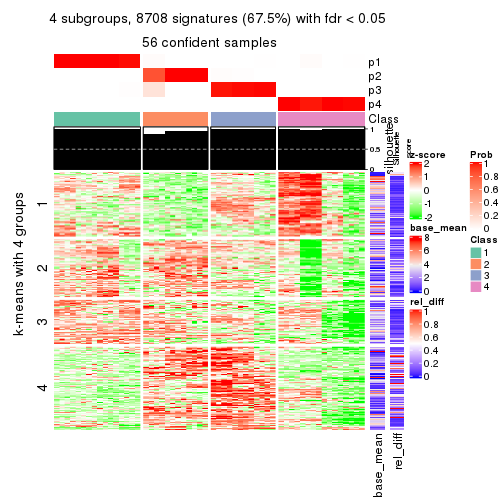 4 subgroups, 8708 signatures (67.5%) with fdr < 0.05
56 confident samples
p1
p2
p3
p4
Class
1
0.5
0
silhouette
Silhouette
score
k-means with 4 groups
1
2
3
4
base_mean
rel_diff
z-score
2
1
0
-1
-2
base_mean
8
6
4
2
0
rel_diff
1
0.8
0.6
0.4
0.2
0
Prob
1
0.8
0.6
0.4
0.2
0
Class
1
2
3
4